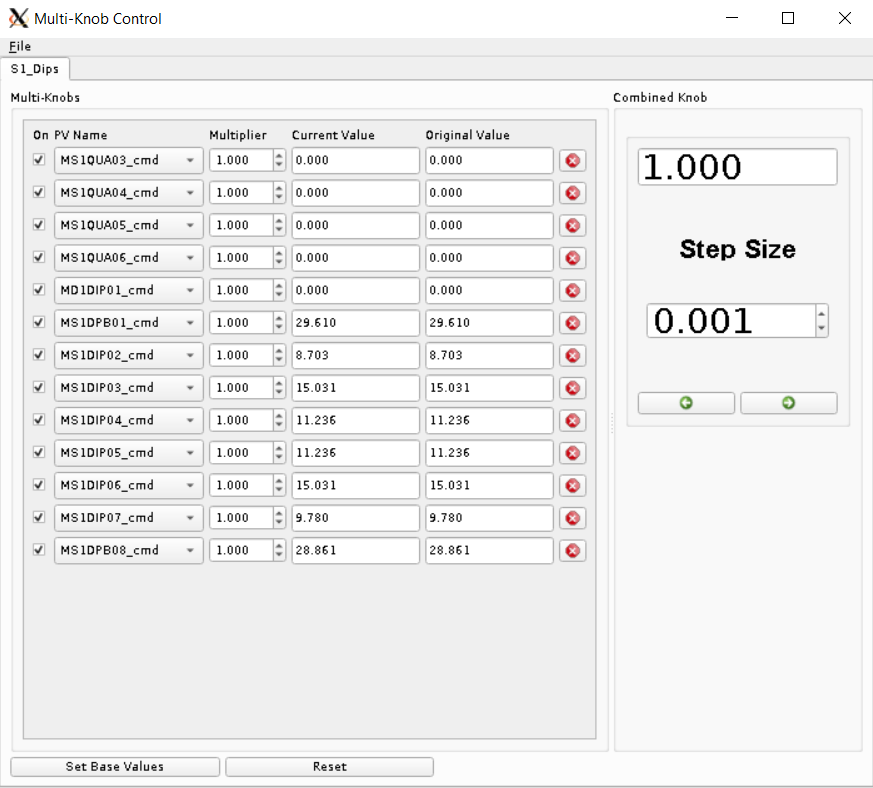 Multi-Knob Control
File
S1_Dips
Multi-Knobs
Combined Knob
On PV Name Multiplier Current Value Original Value
MS1QUA03_cmd 1.000 0.000 0.000
MS1QUA04_cmd 1.000 0.000 0.000
MS1QUA05_cmd 1.000 0.000 0.000
MS1QUA06_cmd 1.000 0.000 0.000
MD1DIP01_cmd 1.000 0.000 0.000
MS1DPB01_cmd 1.000 29.610 29.610
MS1DIP02_cmd 1.000 8.703 8.703
MS1DIP03_cmd 1.000 15.031 15.031
MS1DIP04_cmd 1.000 11.236 11.236
MS1DIP05_cmd 1.000 11.236 11.236
MS1DIP06_cmd 1.000 15.031 15.031
MS1DIP07_cmd 1.000 9.780 9.780
MS1DPB08_cmd 1.000 28.861 28.861
1.000
Step Size
0.001
Set Base Values
Reset